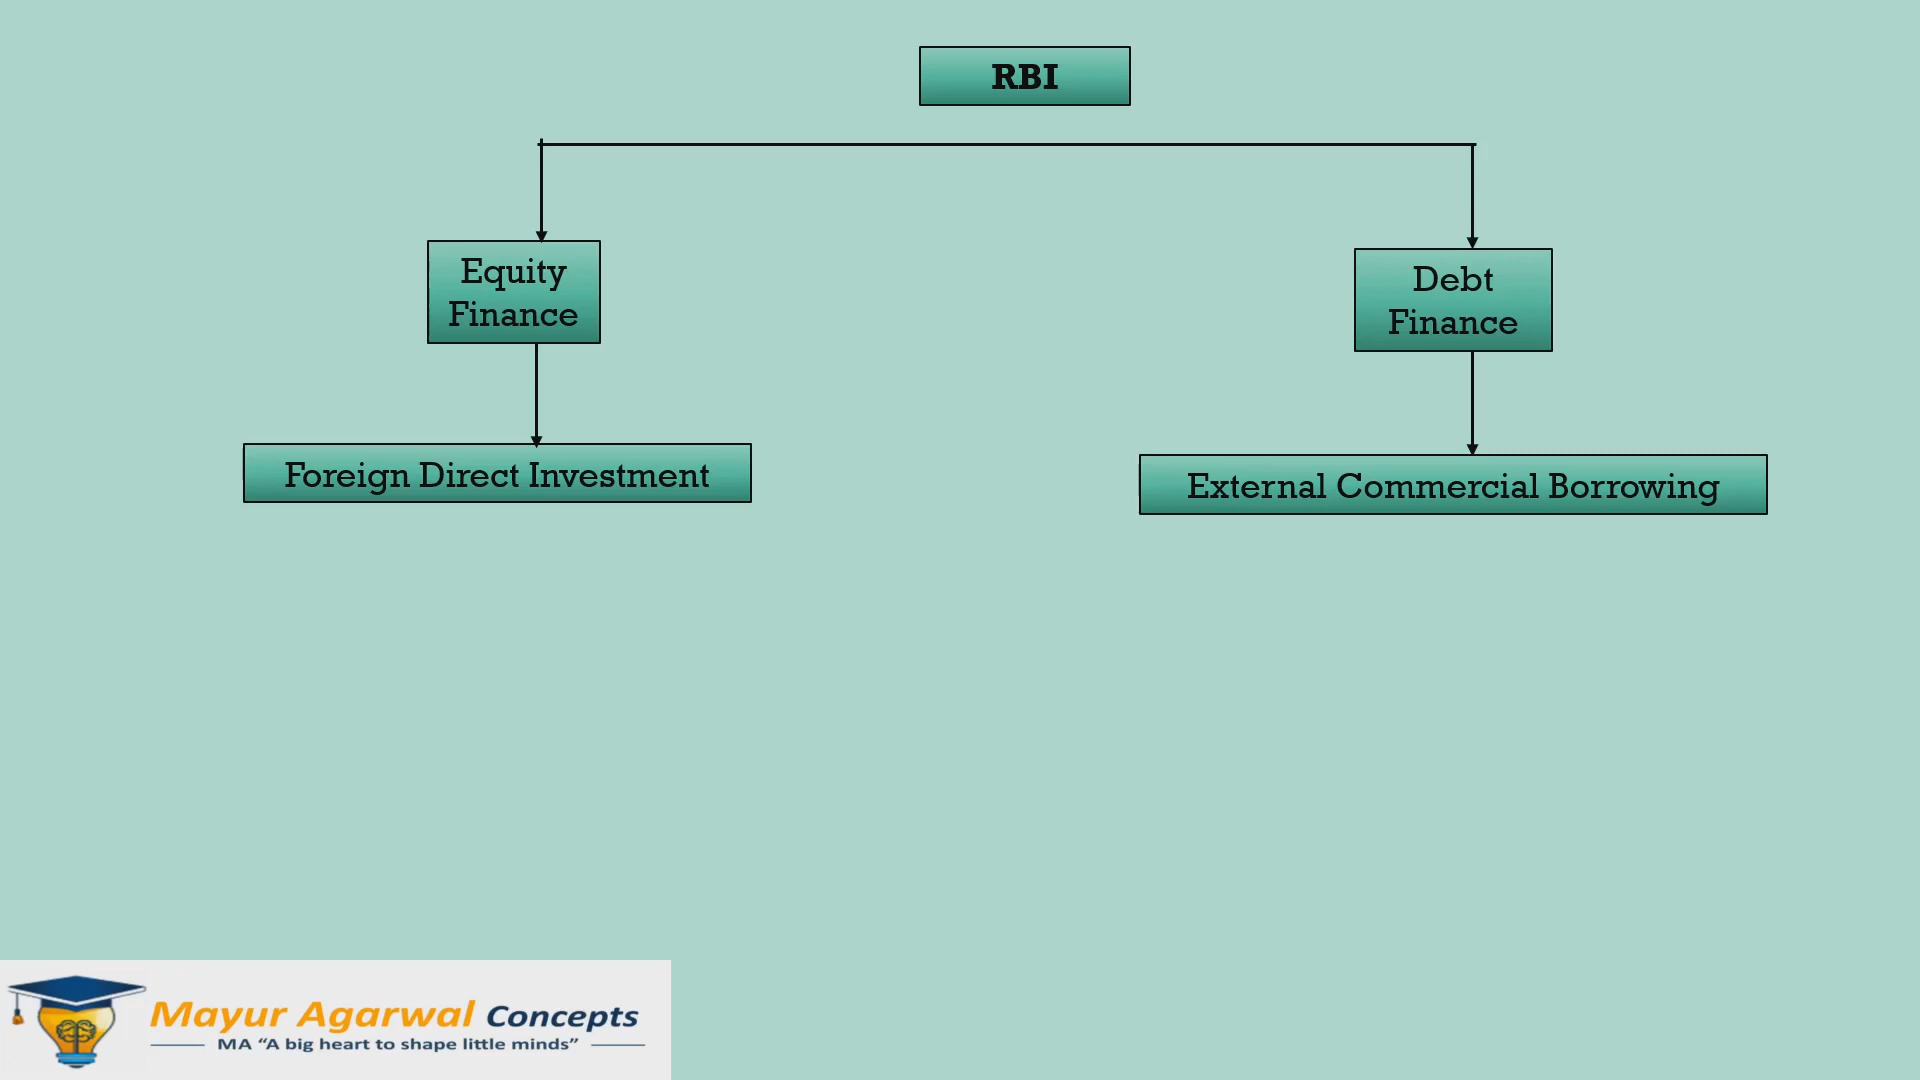 RBI
Equity
Finance
Debt
Finance
Foreign Direct Investment
External Commercial Borrowing
Mayur Agarwal Concepts
MA “A big heart to shape little minds”